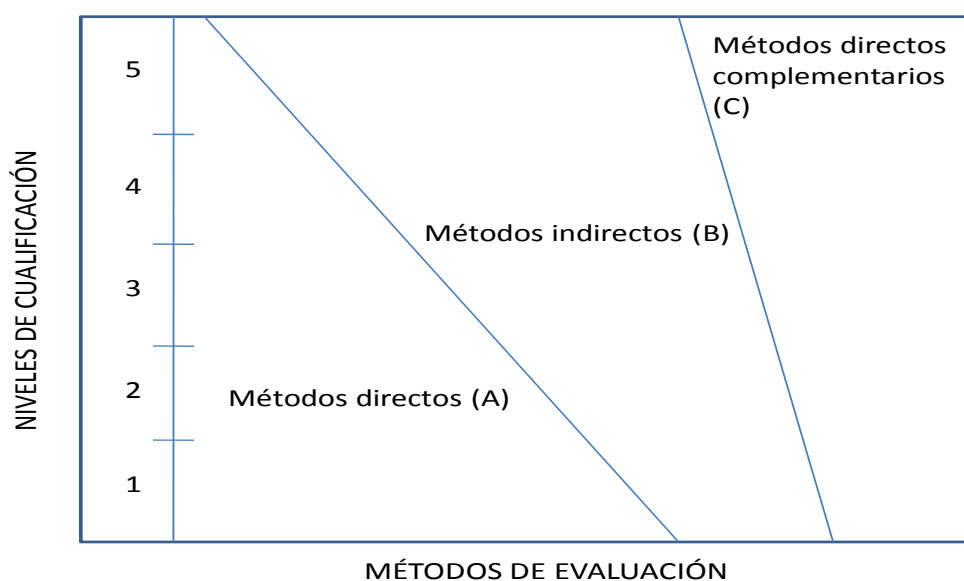 Métodos directos
complementarios
(C)
5
4
Métodos indirectos (B)
3
2
Métodos directos (A)
1
NIVELES DE CUALIFICACIÓN
MÉTODOS DE EVALUACIÓN